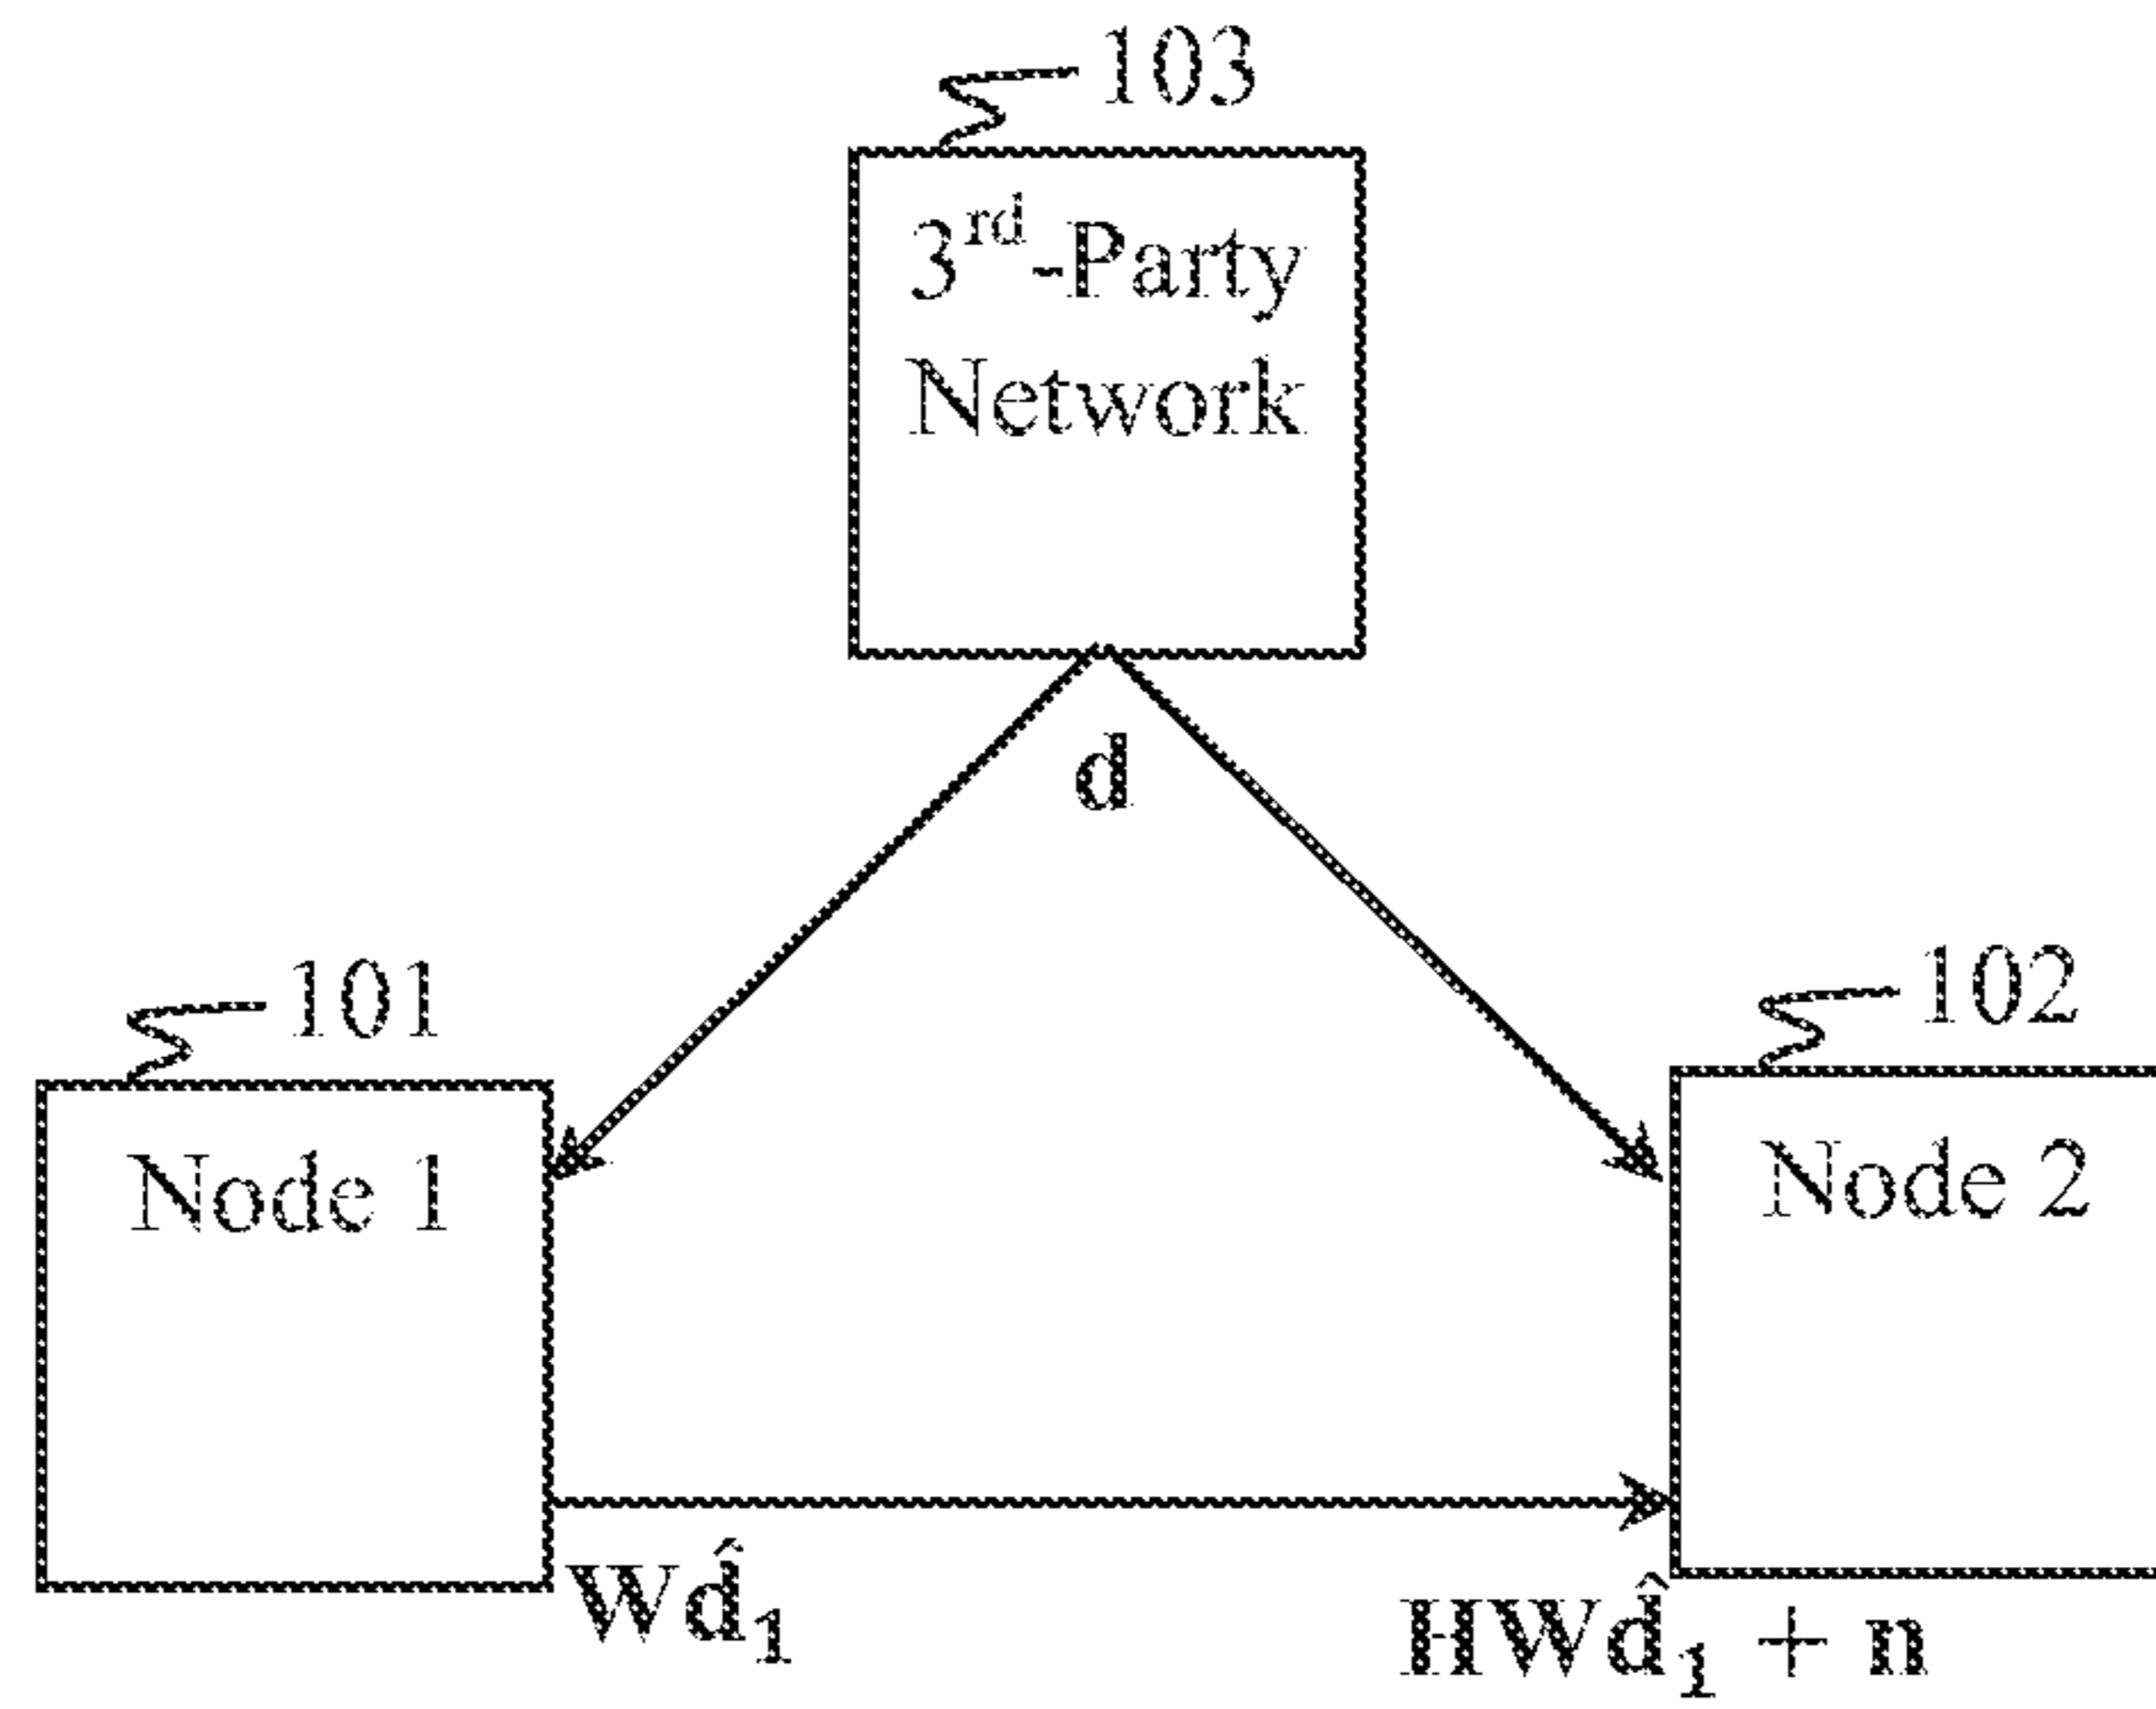 103
3rd-Party
Network
d
101
102
Node 1
Node 2
Wd̂₁
HWd̂₁ + n